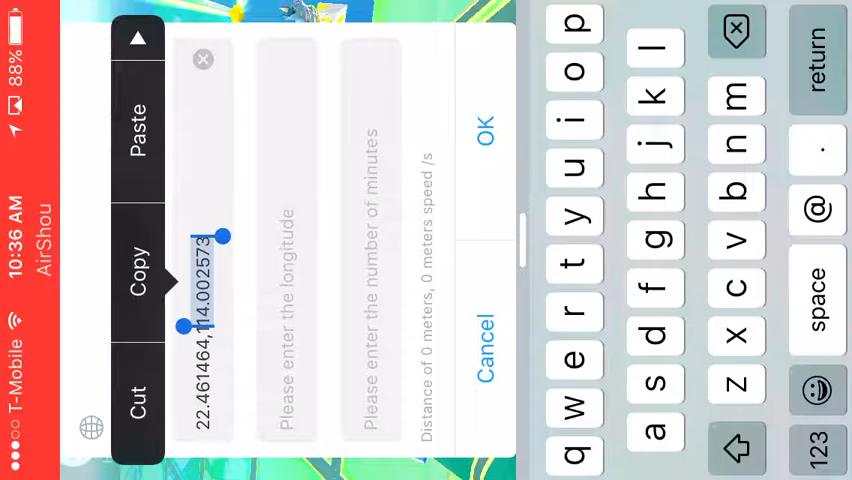 T-Mobile 10:36 AM 88%
AirShou
Cut Copy Paste
22.461464,114.002573
Please enter the longitude
Please enter the number of minutes
Distance of 0 meters, 0 meters speed /s
Cancel OK
q w e r t y u i o p
a s d f g h j k l
z x c v b n m
123 space @ . return